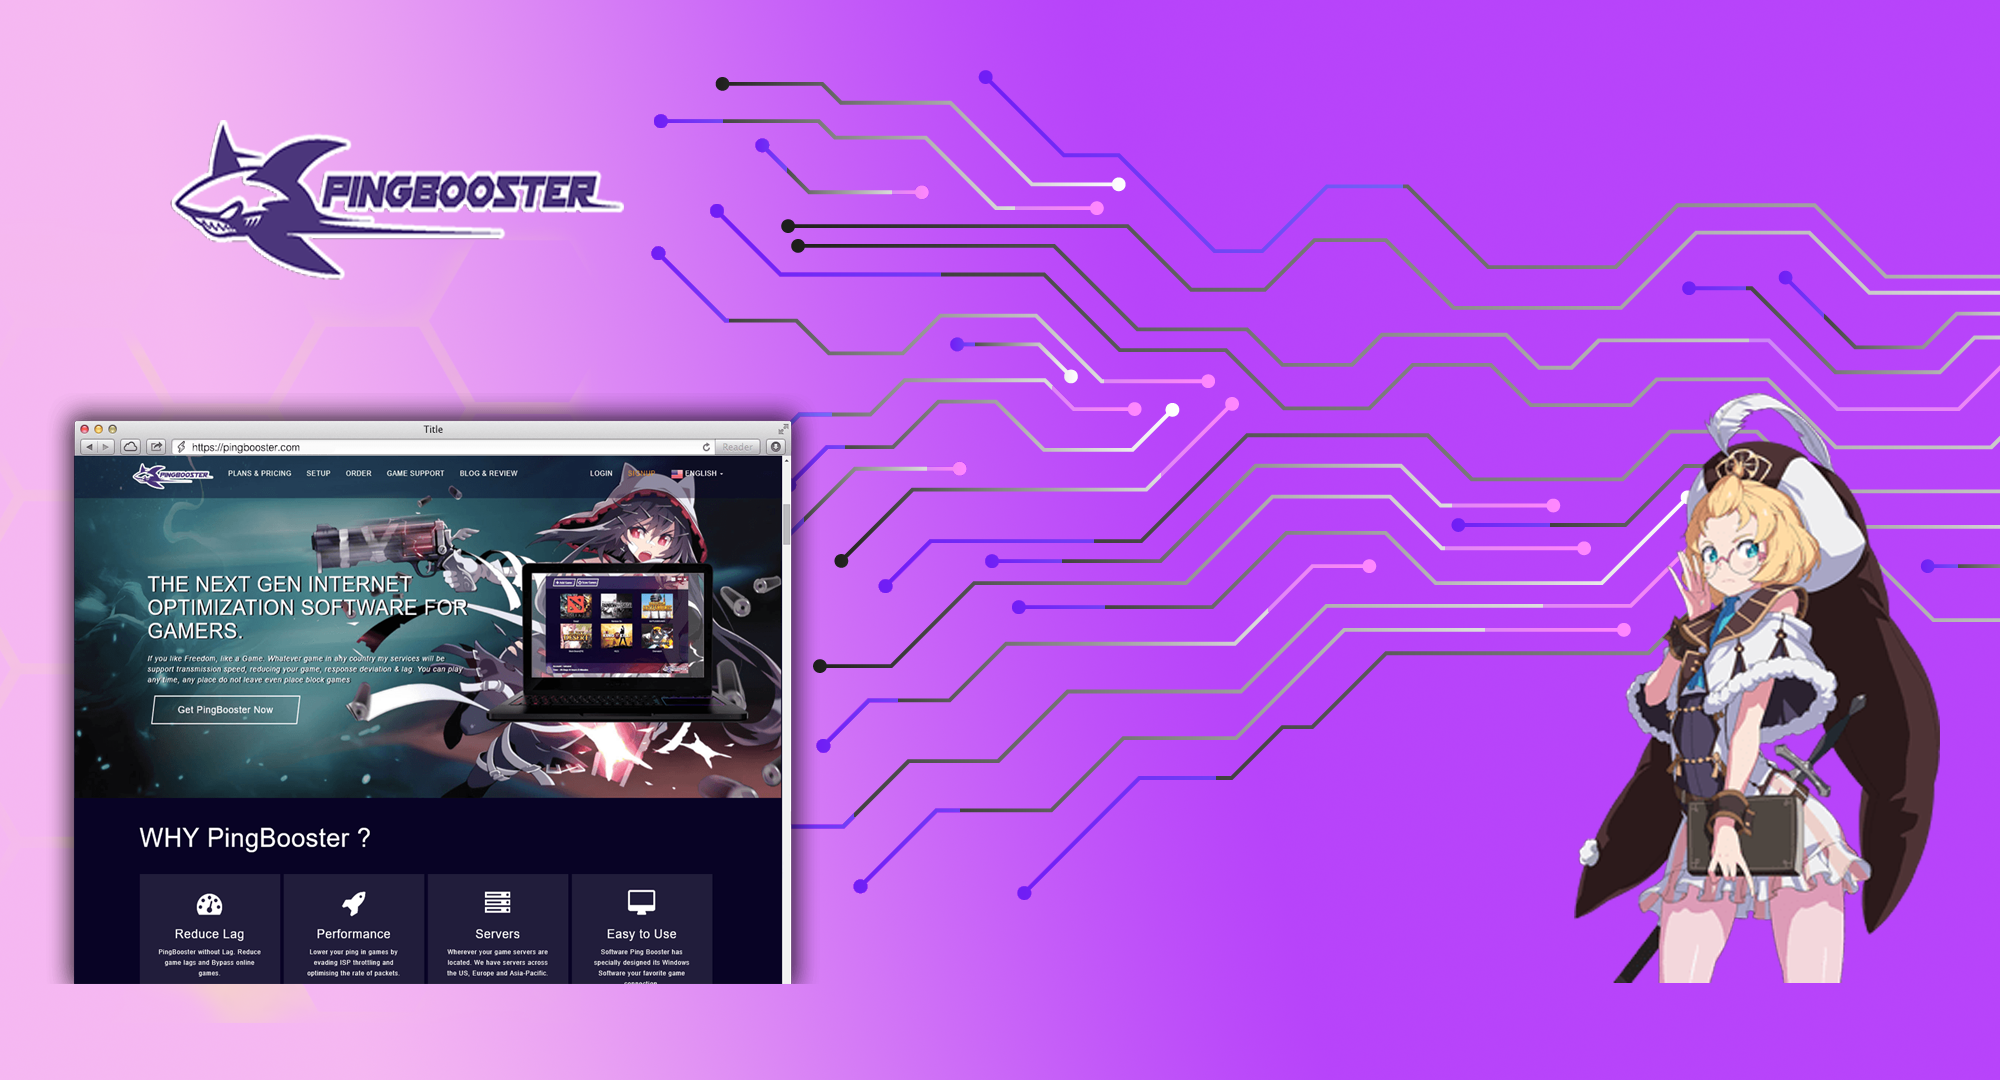 PINGBOOSTER
Title
https://pingbooster.com
Reader
PINGBOOSTER
PLANS & PRICING SETUP ORDER GAME SUPPORT BLOG & REVIEW LOGIN SIGNUP ENGLISH
THE NEXT GEN INTERNET
OPTIMIZATION SOFTWARE FOR
GAMERS.
If you like Freedom, like a Game. Whatever game in any country my services will be
support transmission speed, reducing your game, response deviation & lag. You can play
any time, any place do not leave even place block games
Get PingBooster Now
WHY PingBooster ?
Reduce Lag
PingBooster without Lag. Reduce
game lags and Bypass online
games.
Performance
Lower your ping in games by
evading ISP throttling and
optimising the rate of packets.
Servers
Wherever your game servers are
located. We have servers across
the US, Europe and Asia-Pacific.
Easy to Use
Software Ping Booster has
specially designed its Windows
Software your favorite game
connection